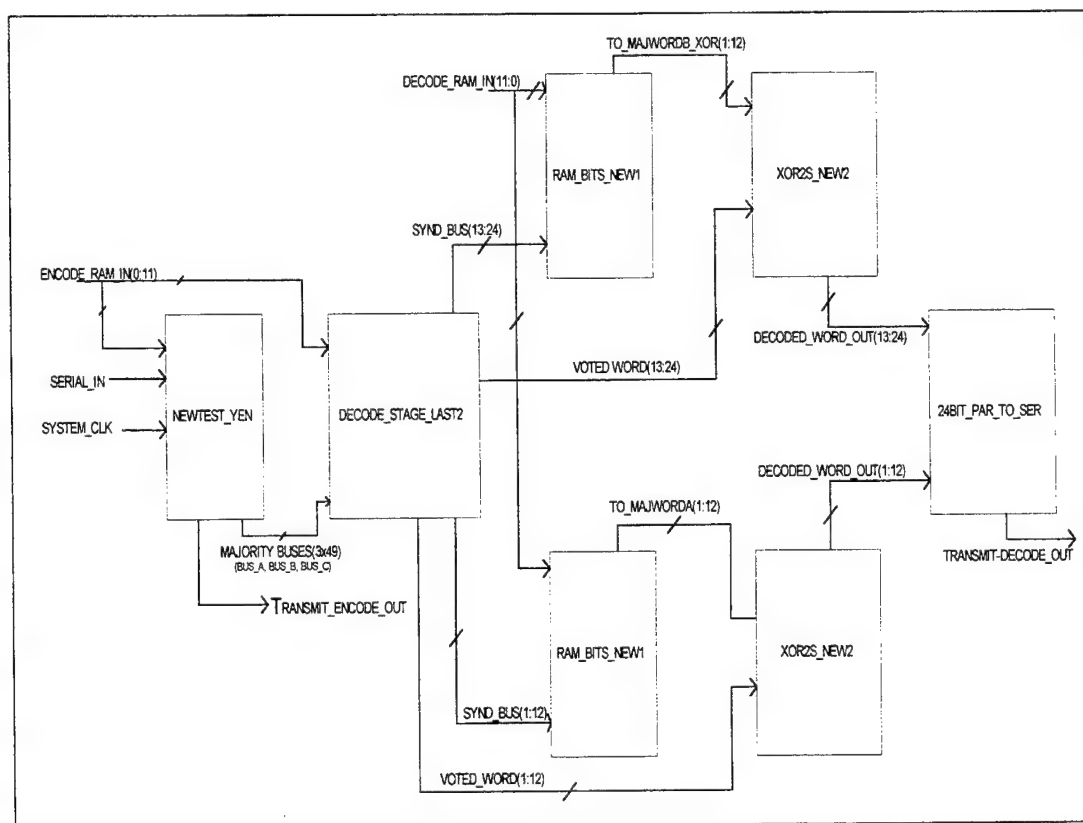 TO_MAJWORDB_XOR(1:12)
DECODE_RAM_IN(11:0)
RAM_BITS_NEW1
XOR2S_NEW2
SYND_BUS(13:24)
ENCODE_RAM_IN(0:11)
DECODED_WORD_OUT(13:24)
VOTED WORD(13:24)
SERIAL_IN
NEWTEST_YEN
DECODE_STAGE_LAST2
24BIT_PAR_TO_SER
SYSTEM_CLK
DECODED_WORD_OUT(1:12)
TO_MAJWORDA(1:12)
MAJORITY BUSES(3x49)
(BUS_A, BUS_B, BUS_C)
TRANSMIT-DECODE_OUT
TRANSMIT_ENCODE_OUT
RAM_BITS_NEW1
XOR2S_NEW2
SYND_BUS(1:12)
VOTED_WORD(1:12)